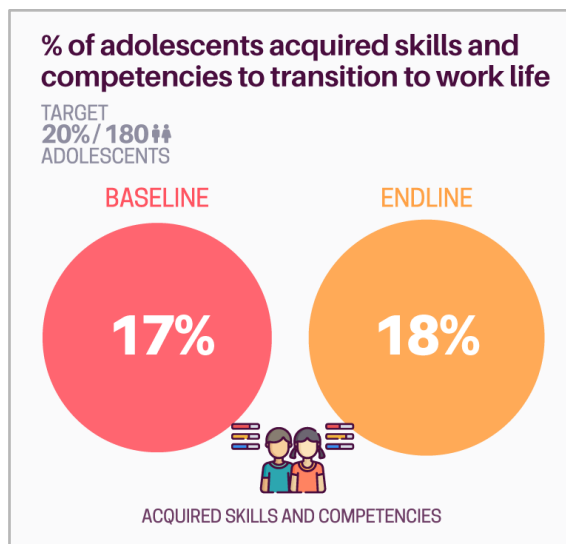 % of adolescents acquired skills and
competencies to transition to work life
TARGET
20%/180
ADOLESCENTS
BASELINE
ENDLINE
17%
18%
ACQUIRED SKILLS AND COMPETENCIES